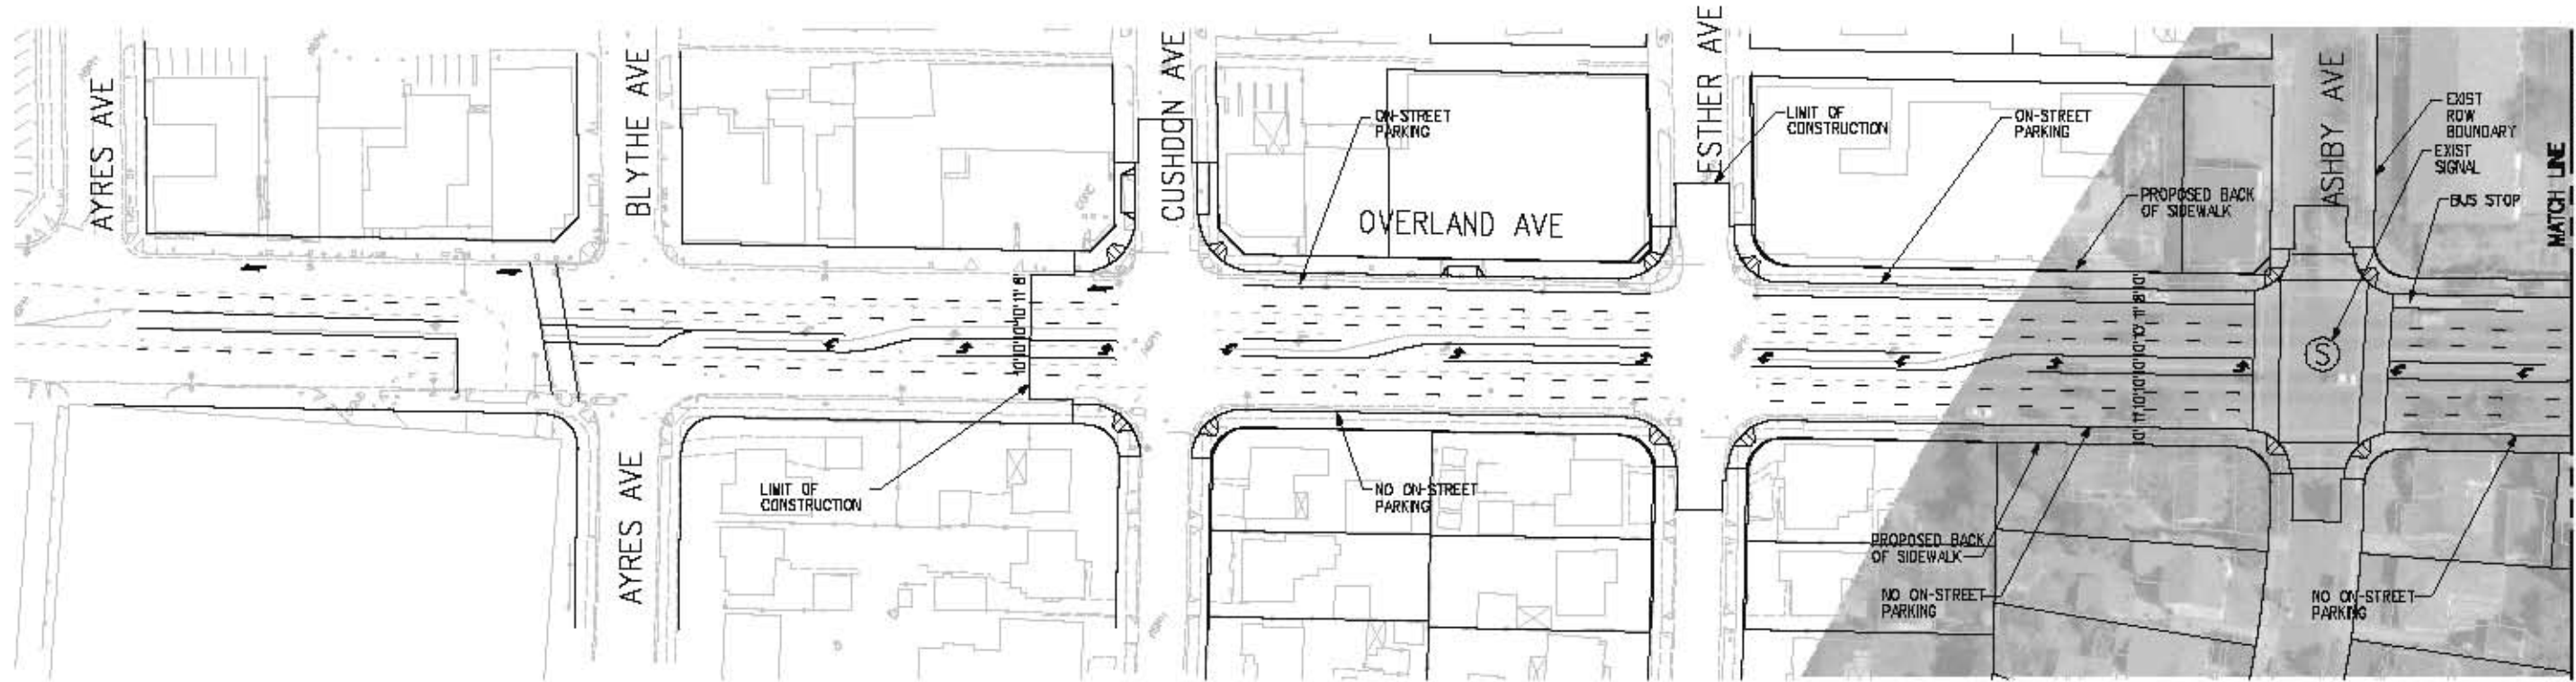 AYRES AVE
BLYTHE AVE
CUSHDON AVE
ESTHER AVE
ASHBY AVE
ON-STREET
PARKING
LIMIT OF
CONSTRUCTION
ON-STREET
PARKING
EXIST
ROW
BOUNDARY
EXIST
SIGNAL
BUS STOP
MATCH LINE
PROPOSED BACK
OF SIDEWALK
OVERLAND AVE
S
AYRES AVE
LIMIT OF
CONSTRUCTION
NO ON-STREET
PARKING
PROPOSED BACK
OF SIDEWALK
NO ON-STREET
PARKING
NO ON-STREET
PARKING